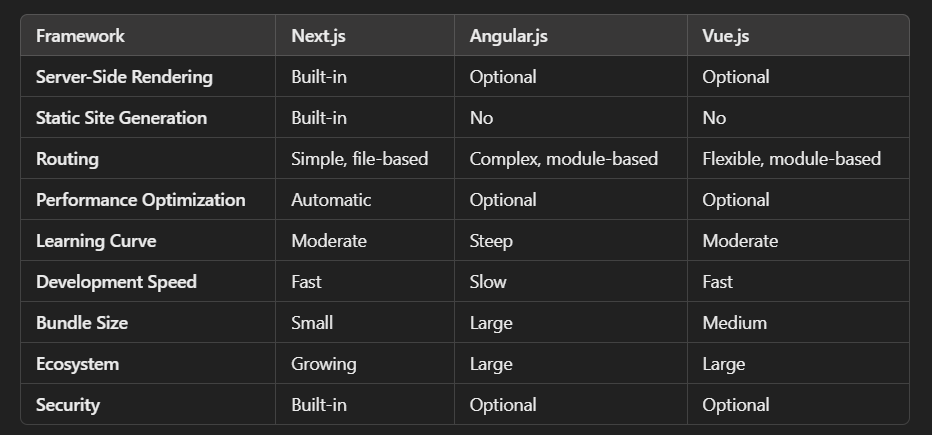 Framework Next.js Angular.js Vue.js
Server-Side Rendering Built-in Optional Optional
Static Site Generation Built-in No No
Routing Simple, file-based Complex, module-based Flexible, module-based
Performance Optimization Automatic Optional Optional
Learning Curve Moderate Steep Moderate
Development Speed Fast Slow Fast
Bundle Size Small Large Medium
Ecosystem Growing Large Large
Security Built-in Optional Optional